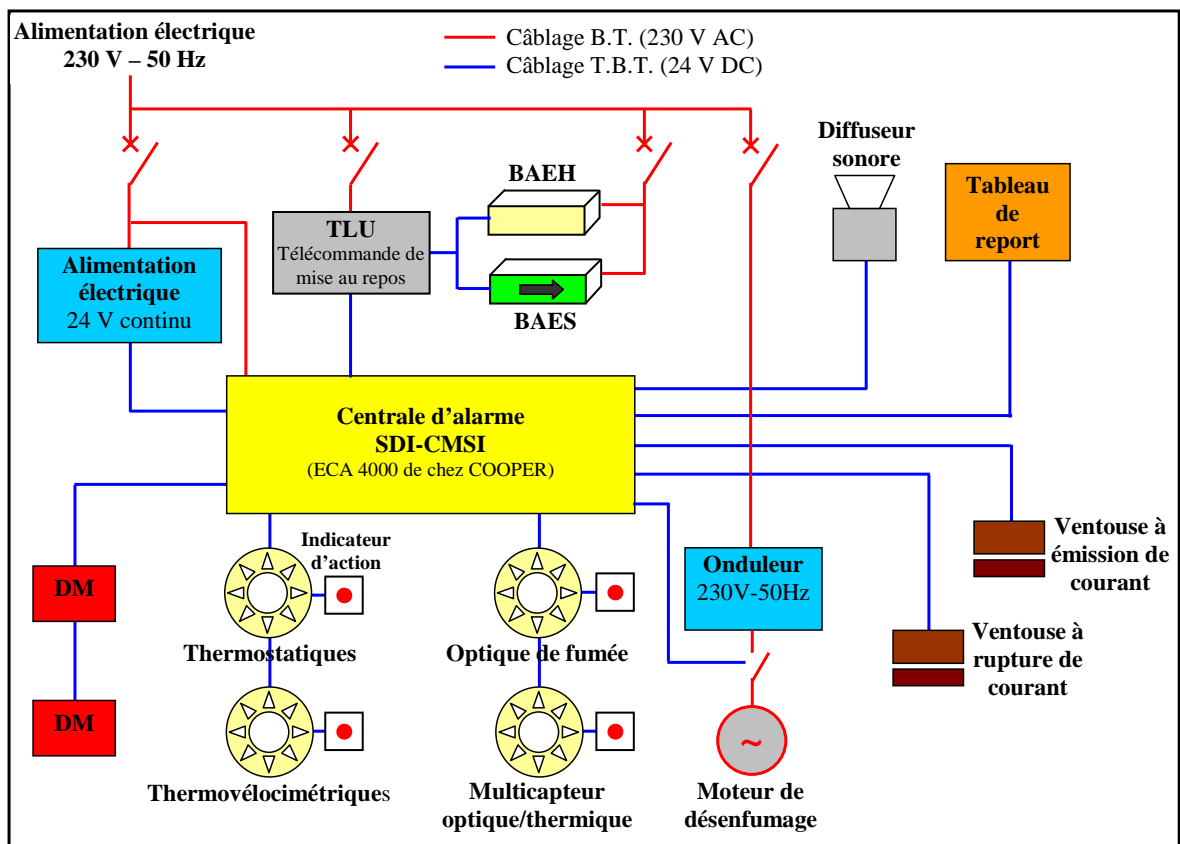 Alimentation électrique
230 V – 50 Hz
Câblage B.T. (230 V AC)
Câblage T.B.T. (24 V DC)
Diffuseur
sonore
BAEH
Tableau
de
report
TLU
Télécommande de
mise au repos
Alimentation
électrique
24 V continu
BAES
Centrale d'alarme
SDI-CMSI
(ECA 4000 de chez COOPER)
Indicateur
d'action
DM
Thermostatiques
Optique de fumée
Onduleur
230V-50Hz
Ventouse à
émission de
courant
Ventouse à
rupture de
courant
DM
Thermovélocimétriques
Multicapteur
optique/thermique
~
Moteur de
désenfumage